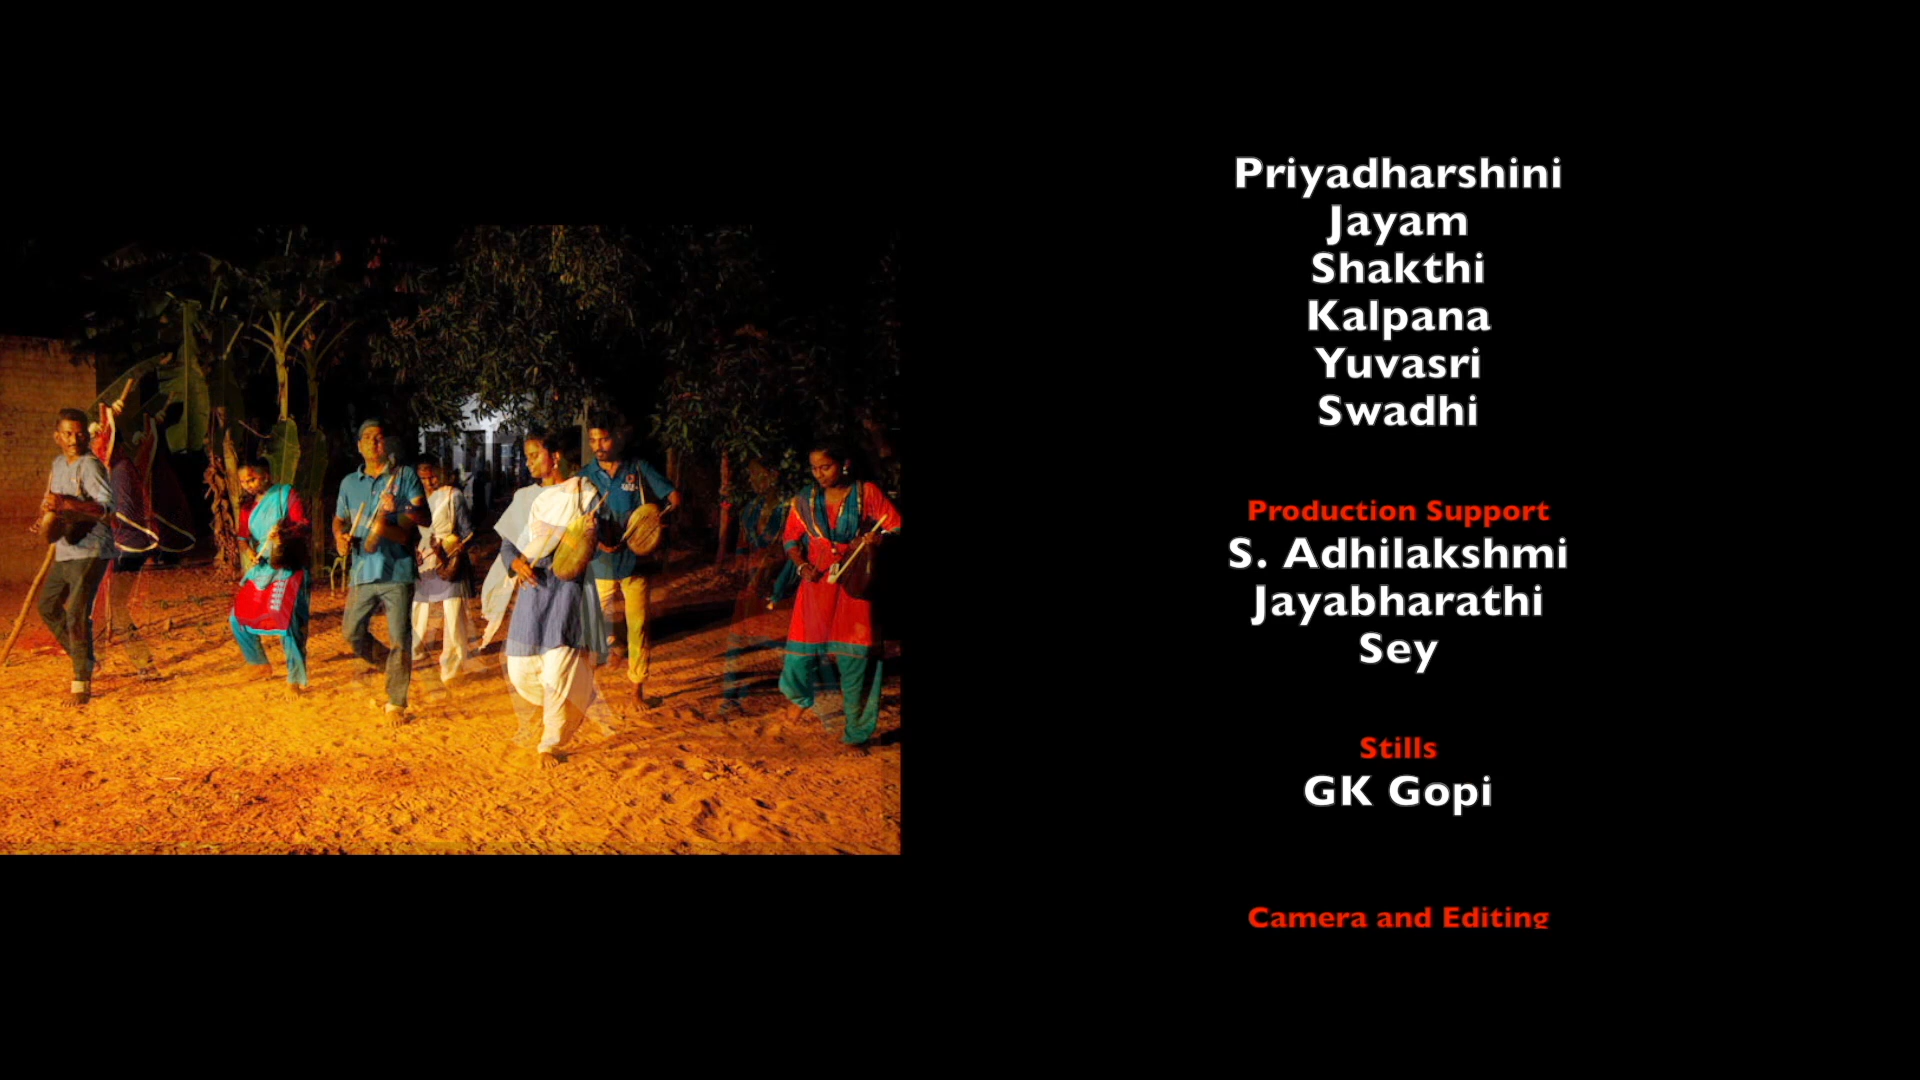 Priyadharshini
Jayam
Shakthi
Kalpana
Yuvasri
Swadhi
Production Support
S. Adhilakshmi
Jayabharathi
Sey
Stills
GK Gopi
Camera and Editing